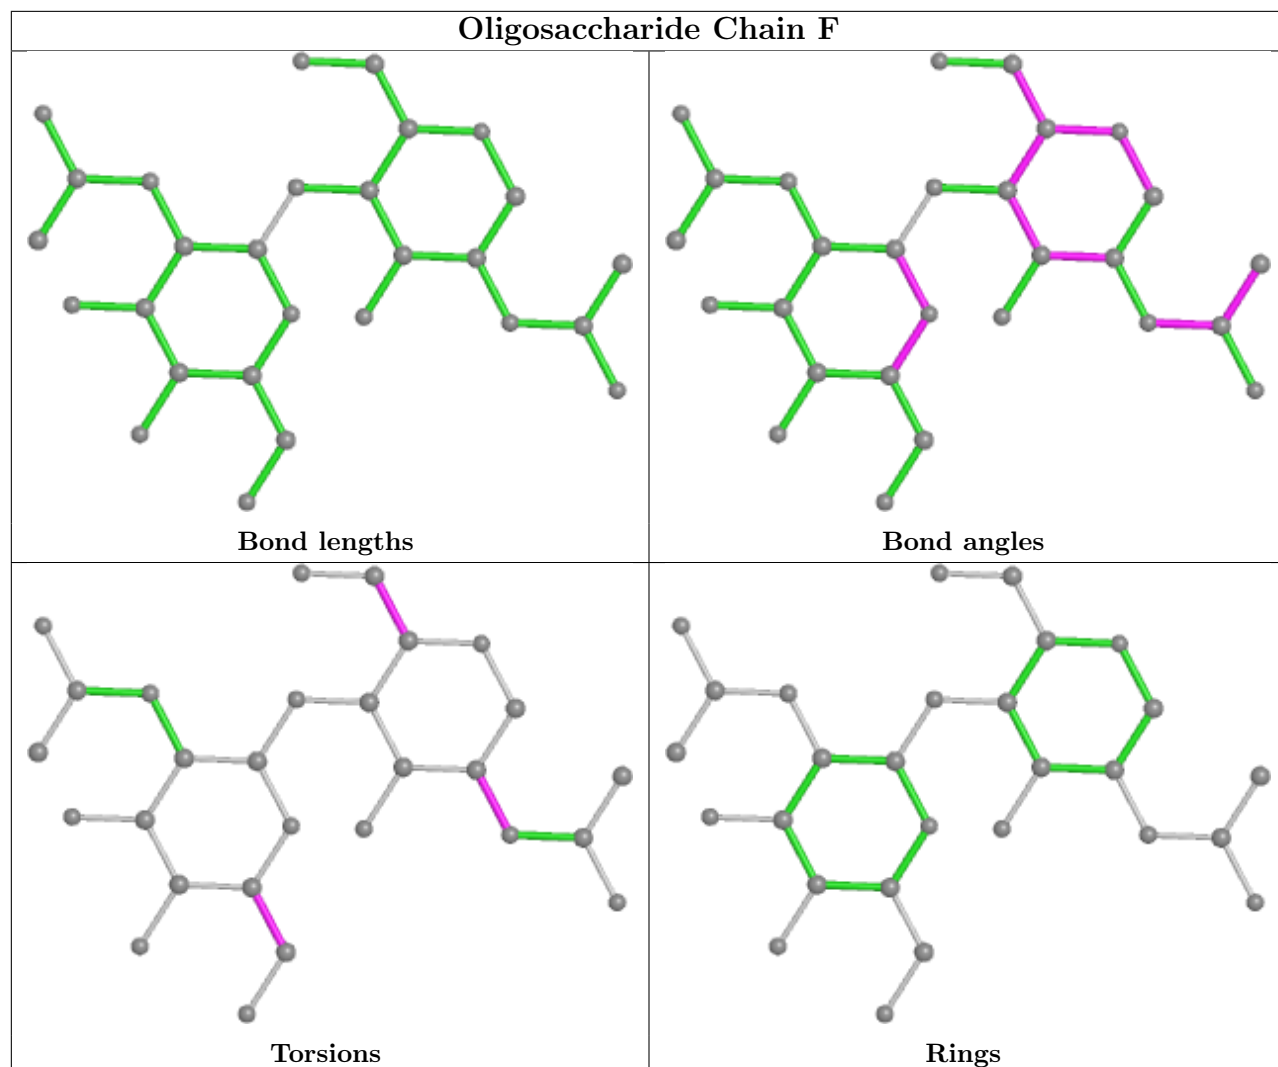 Oligosaccharide Chain F
Bond lengths
Bond angles
Torsions
Rings